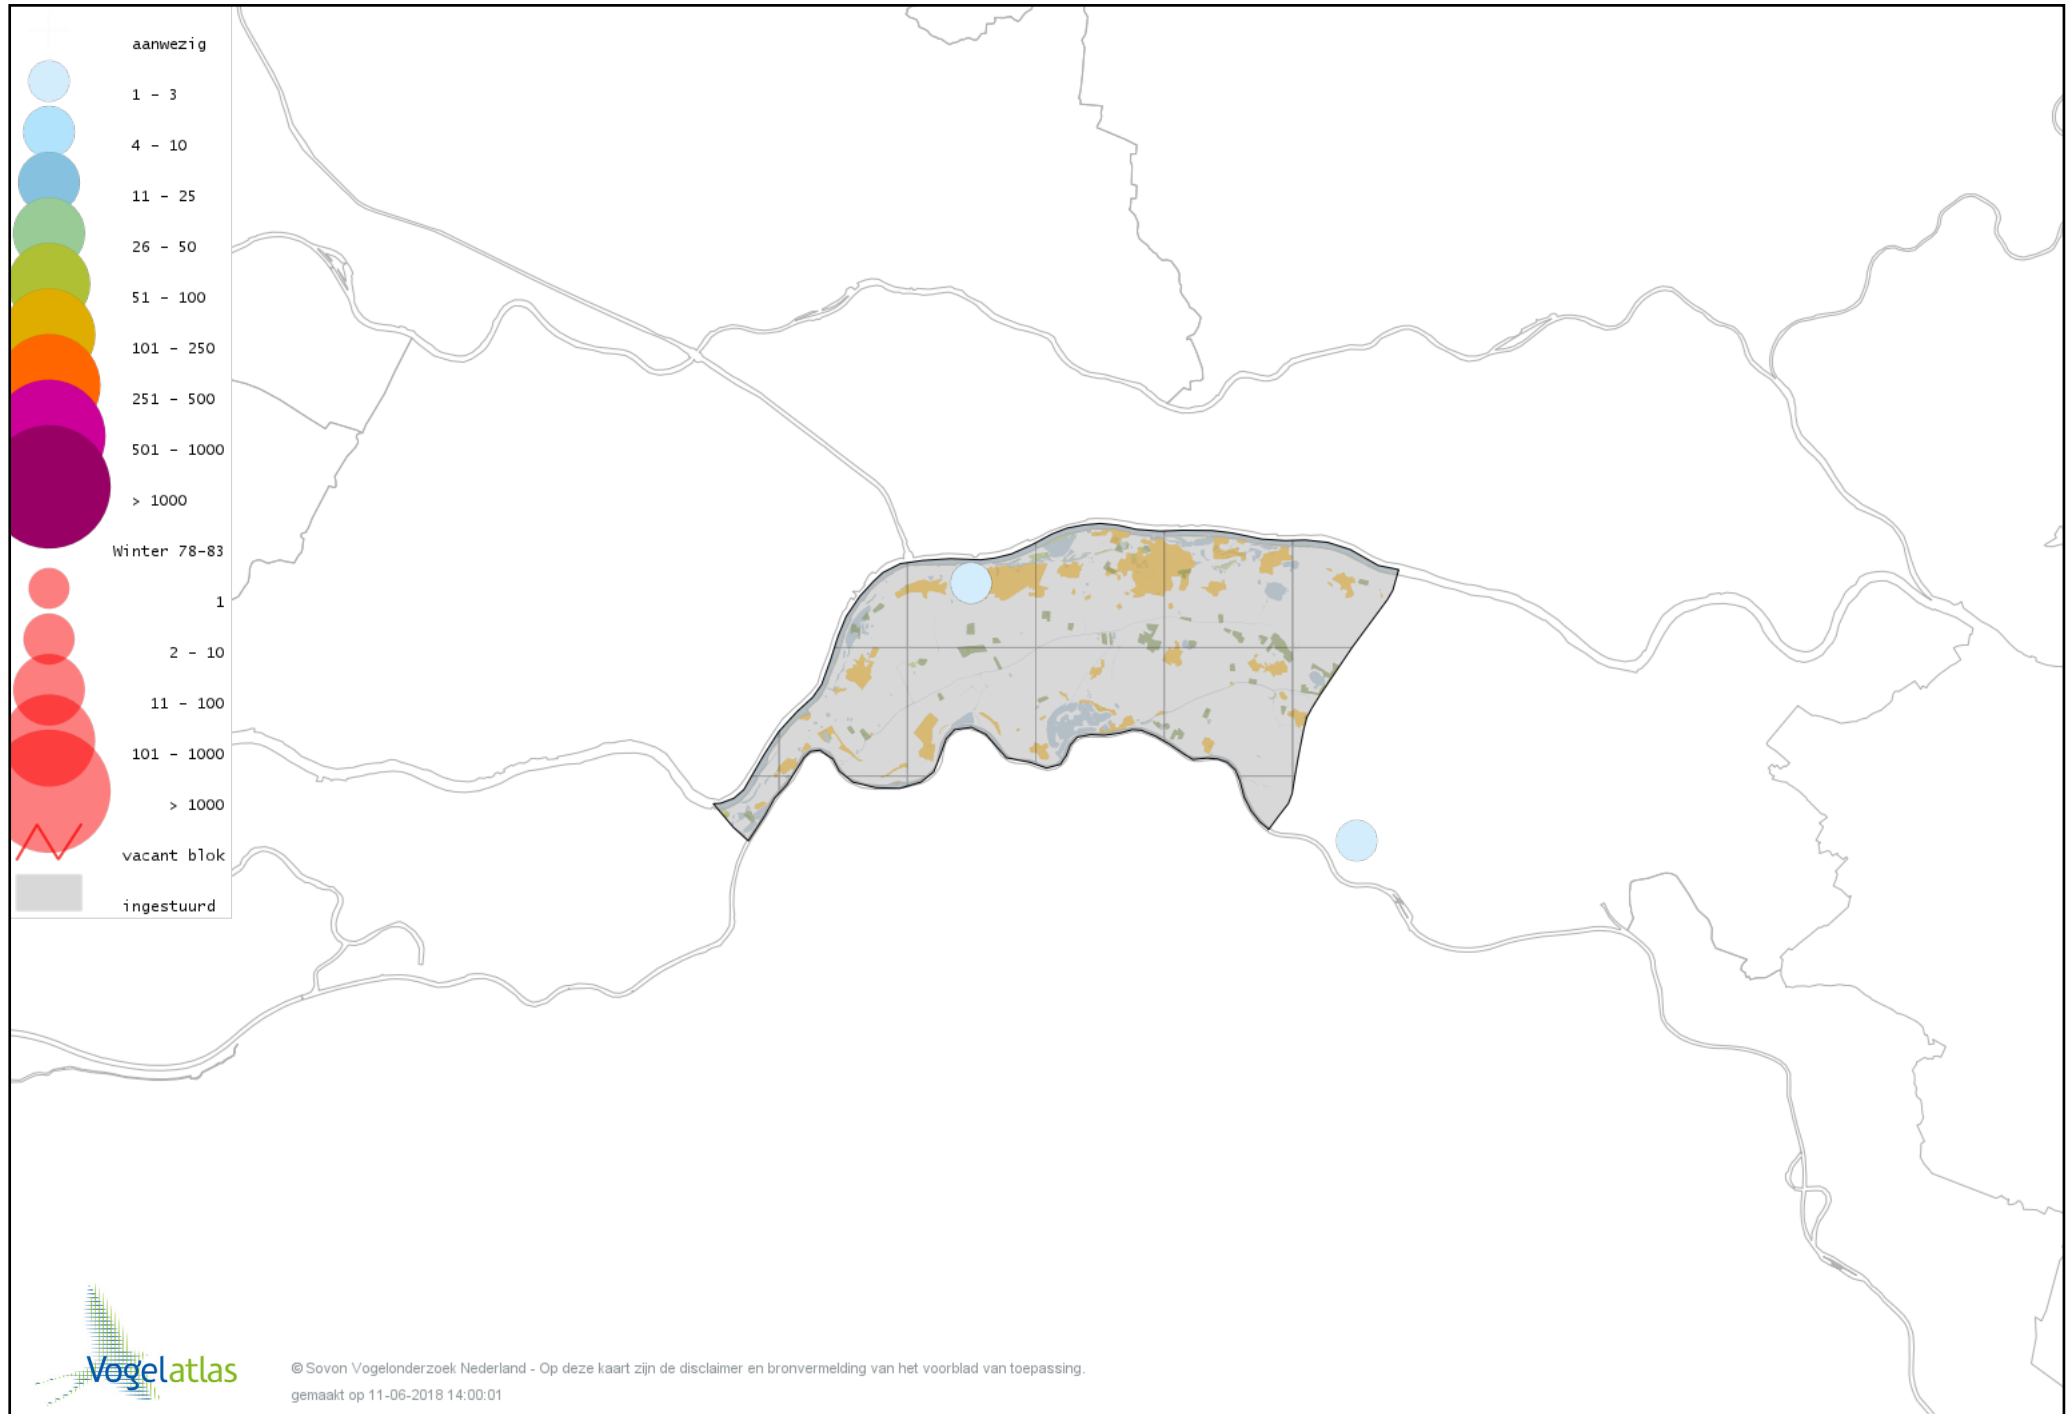 aanwezig
1 - 3
4 - 10
11 - 25
26 - 50
51 - 100
101 - 250
251 - 500
501 - 1000
> 1000
Winter 78-83
1
2 - 10
11 - 100
101 - 1000
> 1000
vacant blok
ingestuurd
Vogelatlas
© Sovon Vogelonderzoek Nederland - Op deze kaart zijn de disclaimer en bronvermelding van het voorblad van toepassing.
gemaakt op 11-06-2018 14:00:01